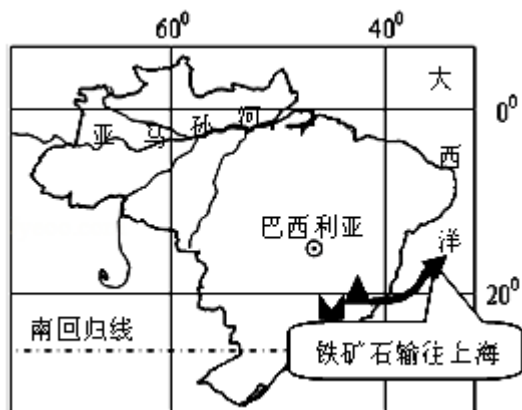 60⁰ 40⁰
大
0⁰
亚马孙河
西
巴西利亚
洋
20⁰
南回归线
铁矿石输往上海